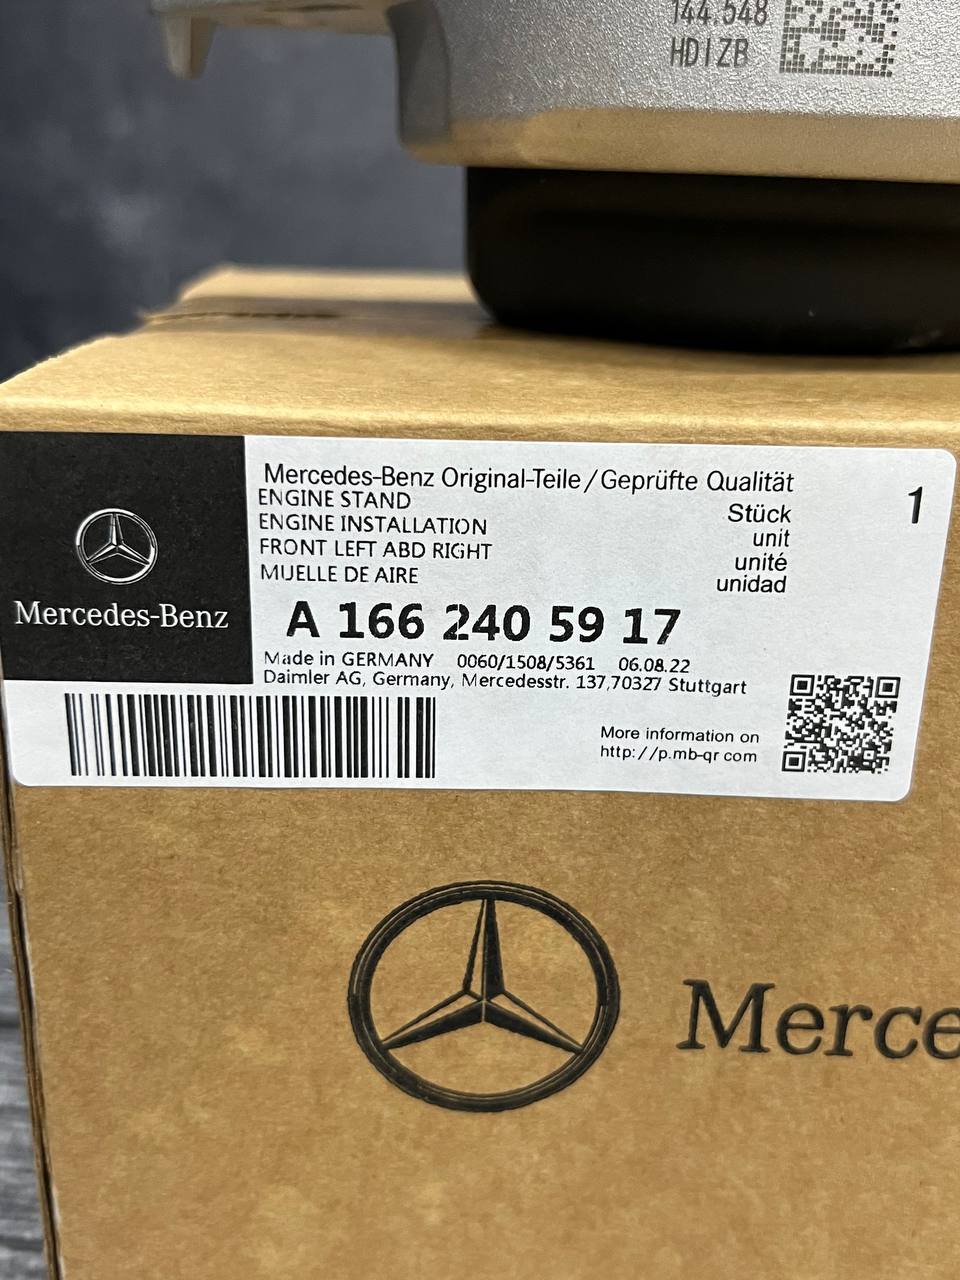 144.548
HDIZB
Mercedes-Benz Original-Teile/Geprüfte Qualität
ENGINE STAND
ENGINE INSTALLATION
FRONT LEFT ABD RIGHT
MUELLE DE AIRE
Stück
unit
unité
unidad
1
Mercedes-Benz
A 166 240 59 17
Made in GERMANY 0060/1508/5361 06.08.22
Daimler AG, Germany, Mercedesstr. 137,70327 Stuttgart
More information on
http://p.mb-qr com
Merce